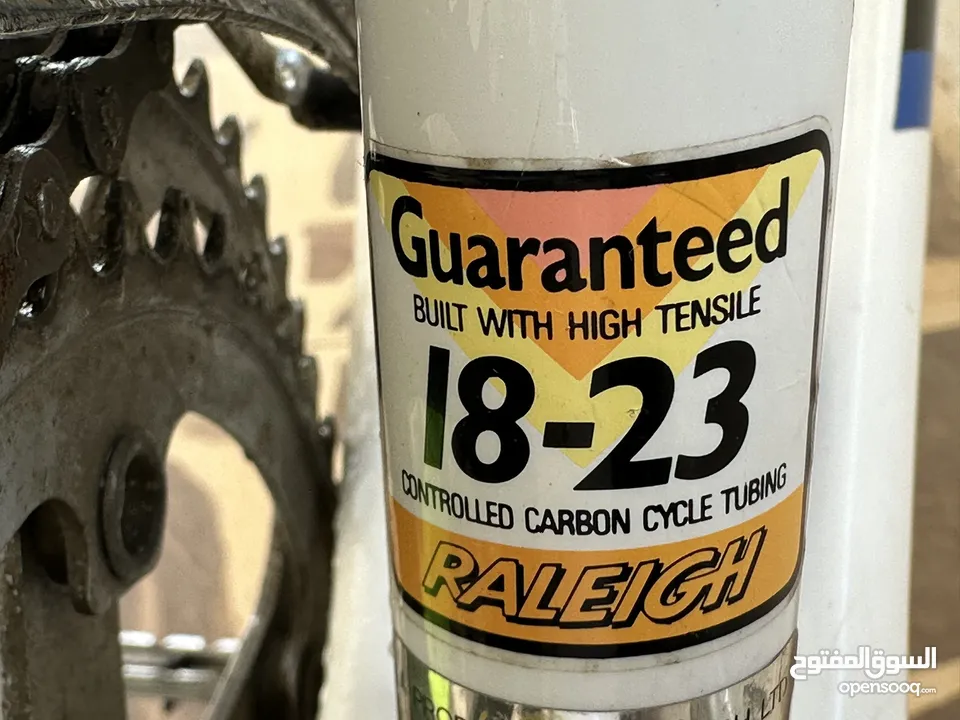 Guaranteed
BUILT WITH HIGH TENSILE
18-23
CONTROLLED CARBON CYCLE TUBING
RALEIGH
السوق المفتوح
opensooq.com